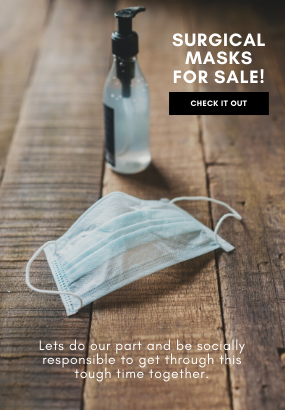 SURGICAL
MASKS
FOR SALE!
CHECK IT OUT
Lets do our part and be socially
responsible to get through this
tough time together.